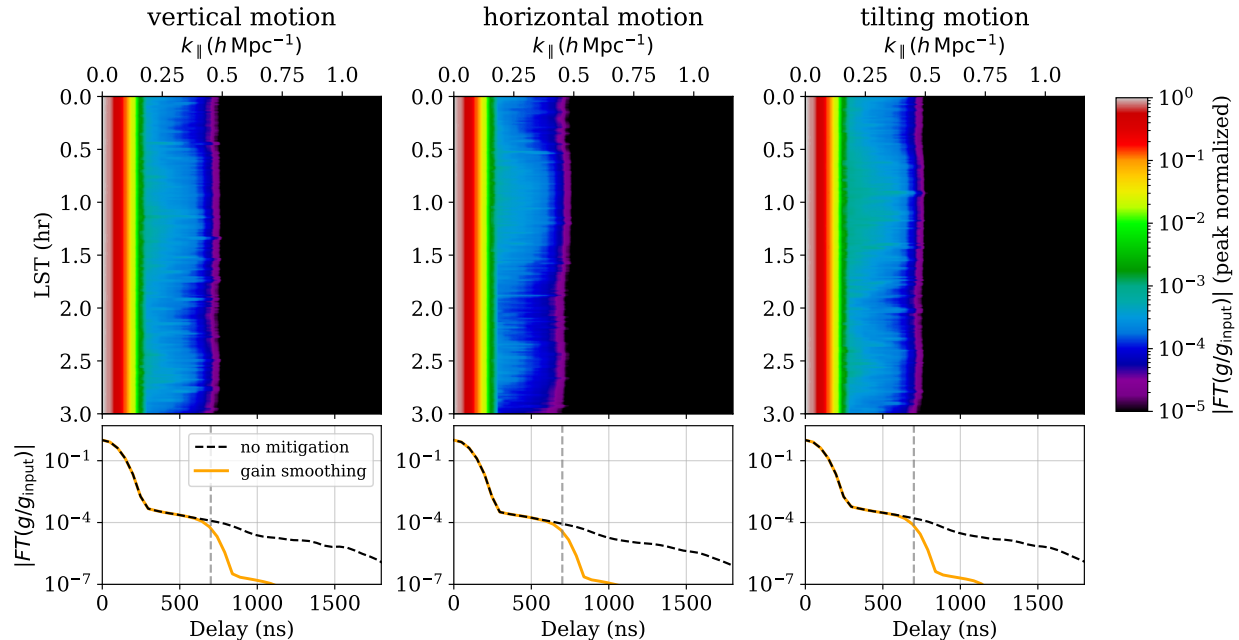 vertical motion horizontal motion tilting motion
k∥(h Mpc⁻¹) k∥(h Mpc⁻¹) k∥(h Mpc⁻¹)
0.0 0.25 0.5 0.75 1.0 0.0 0.25 0.5 0.75 1.0 0.0 0.25 0.5 0.75 1.0
LST (hr)
0.0
0.5
1.0
1.5
2.0
2.5
3.0
10⁰
10⁻¹
10⁻²
10⁻³
10⁻⁴
10⁻⁵
|FT(g/g_input)| (peak normalized)
|FT(g/g_input)|
10⁻¹
10⁻⁴
10⁻⁷
no mitigation
gain smoothing
0 500 1000 1500 0 500 1000 1500 0 500 1000 1500
Delay (ns) Delay (ns) Delay (ns)